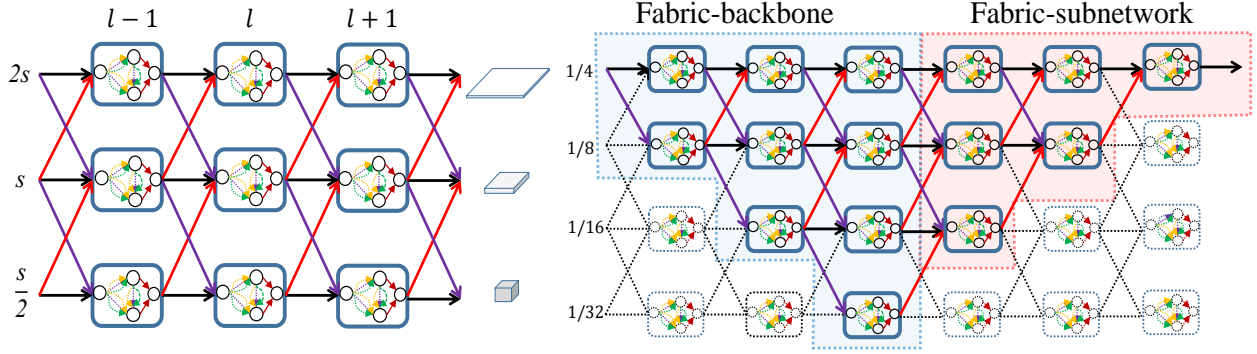 l − 1 l l + 1
2s
s
s/2
Fabric-backbone Fabric-subnetwork
1/4
1/8
1/16
1/32